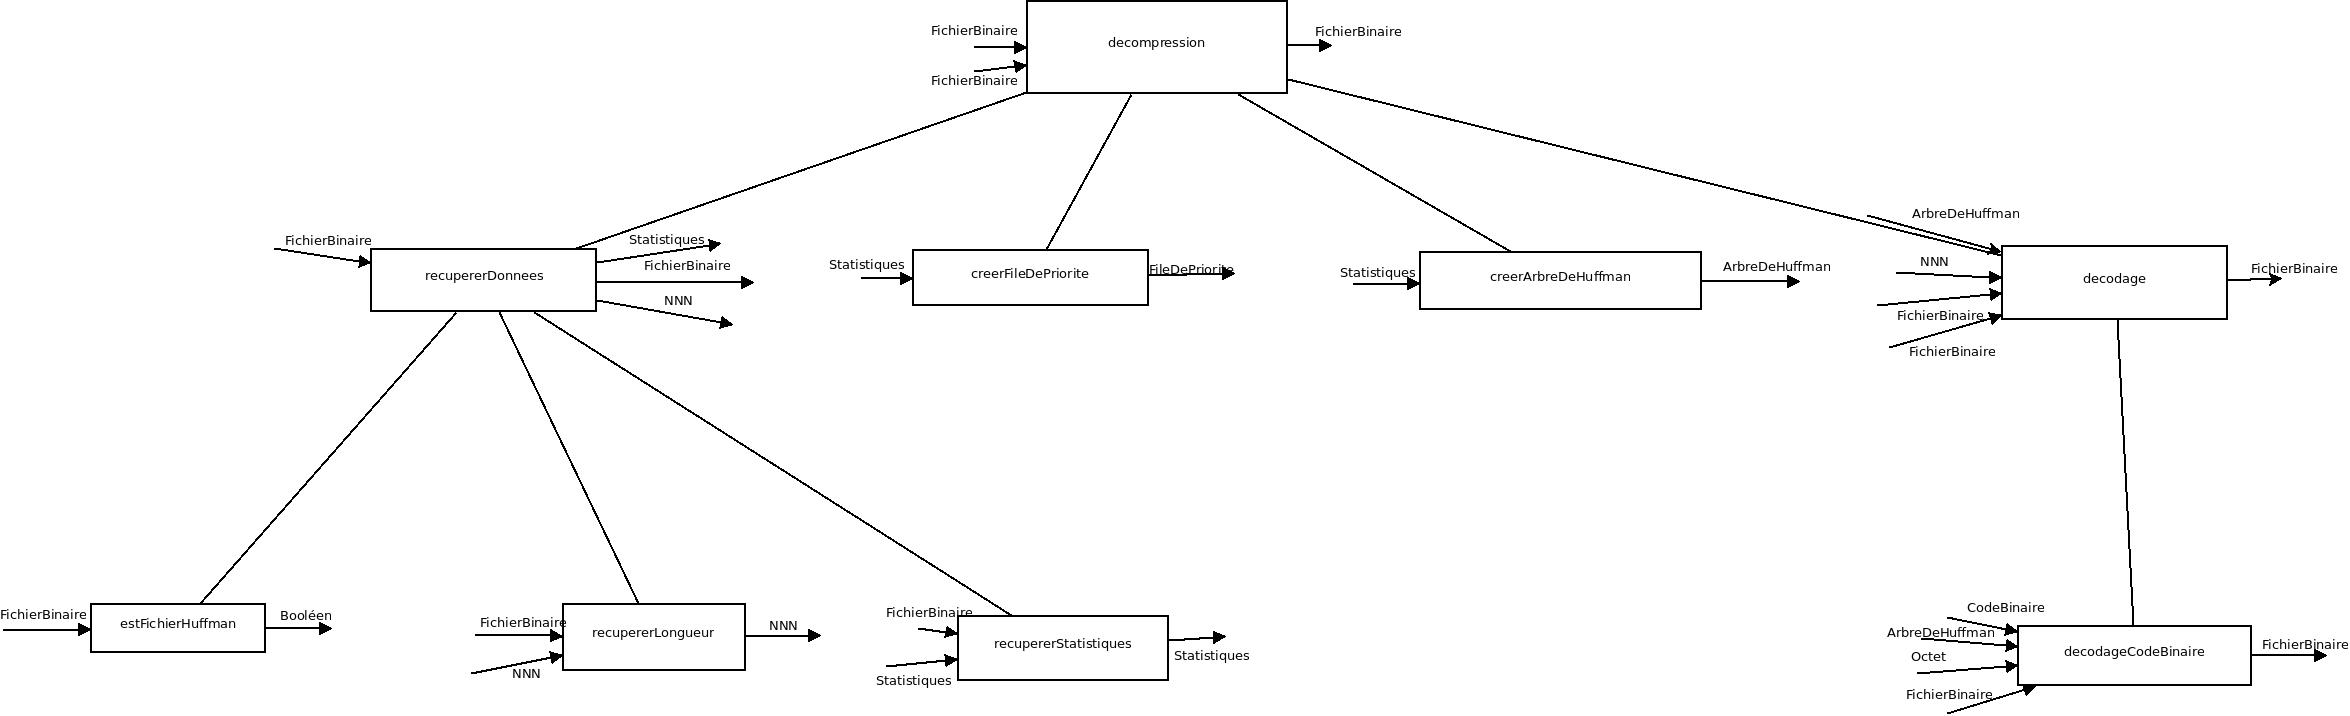 FichierBinaire
decompression
FichierBinaire
FichierBinaire
FichierBinaire
recupererDonnees
Statistiques
FichierBinaire
NNN
Statistiques
creerFileDePriorite
FileDePriorite
Statistiques
creerArbreDeHuffman
ArbreDeHuffman
ArbreDeHuffman
NNN
FichierBinaire
FichierBinaire
decodage
FichierBinaire
FichierBinaire
estFichierHuffman
Booléen
FichierBinaire
NNN
recupererLongueur
NNN
FichierBinaire
Statistiques
recupererStatistiques
Statistiques
CodeBinaire
ArbreDeHuffman
Octet
FichierBinaire
decodageCodeBinaire
FichierBinaire